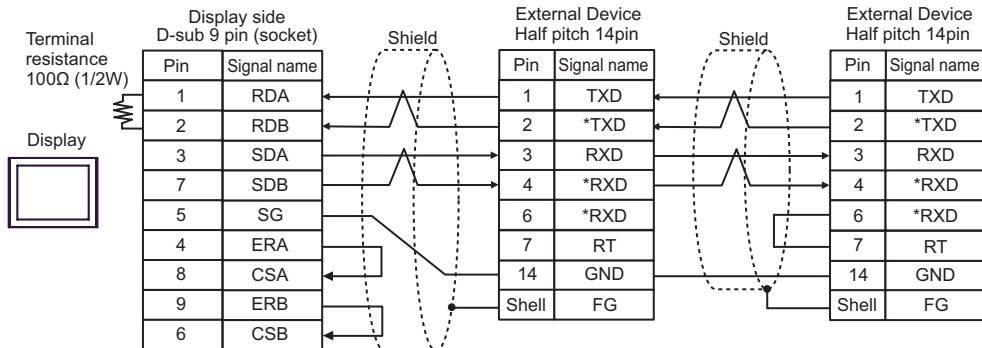 Terminal
resistance
100Ω (1/2W)
Display
Display side
D-sub 9 pin (socket)
Pin Signal name
1 RDA
2 RDB
3 SDA
7 SDB
5 SG
4 ERA
8 CSA
9 ERB
6 CSB
Shield
External Device
Half pitch 14pin
Pin Signal name
1 TXD
2 *TXD
3 RXD
4 *RXD
6 *RXD
7 RT
14 GND
Shell FG
Shield
External Device
Half pitch 14pin
Pin Signal name
1 TXD
2 *TXD
3 RXD
4 *RXD
6 *RXD
7 RT
14 GND
Shell FG